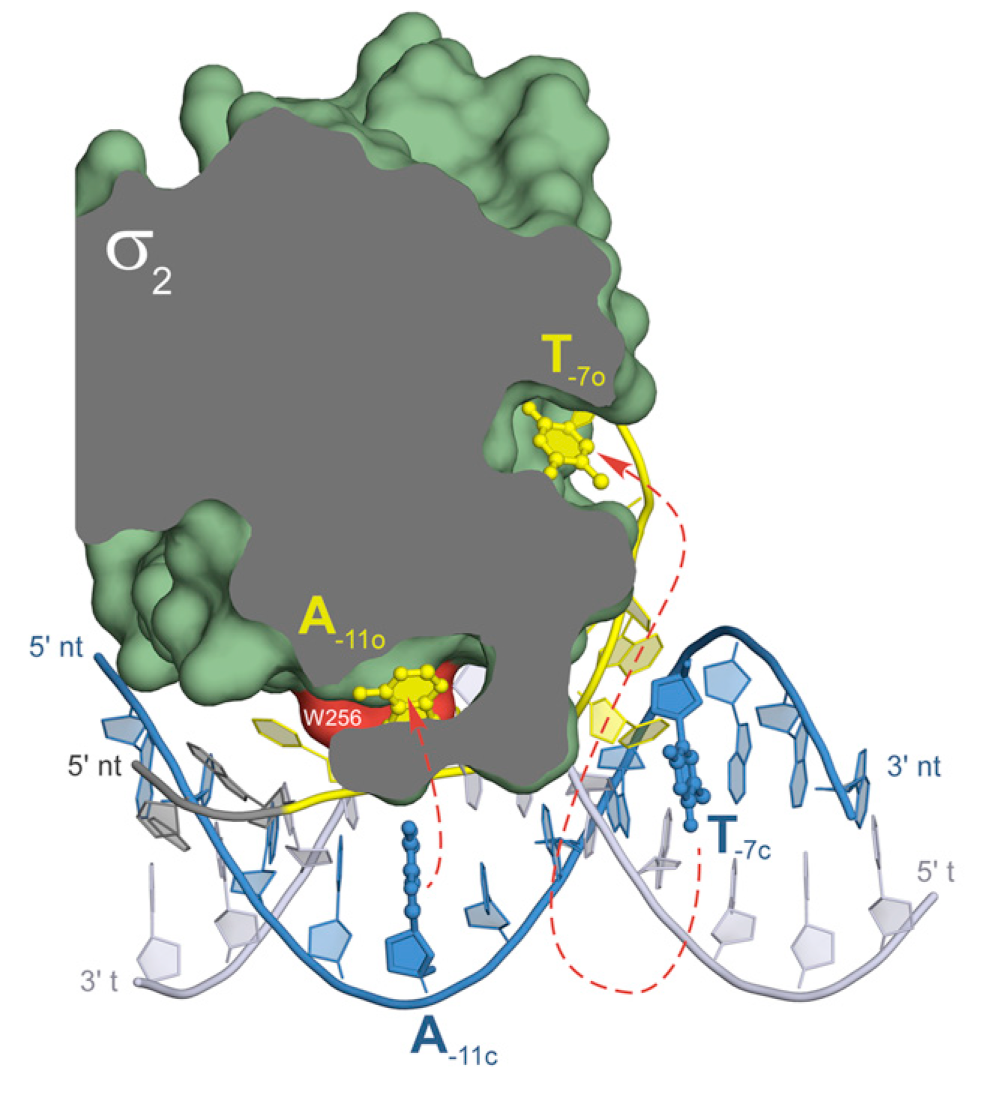 σ2
T-7o
A-11o
5' nt
W256
5' nt
3' nt
T-7c
5' t
3' t
A-11c